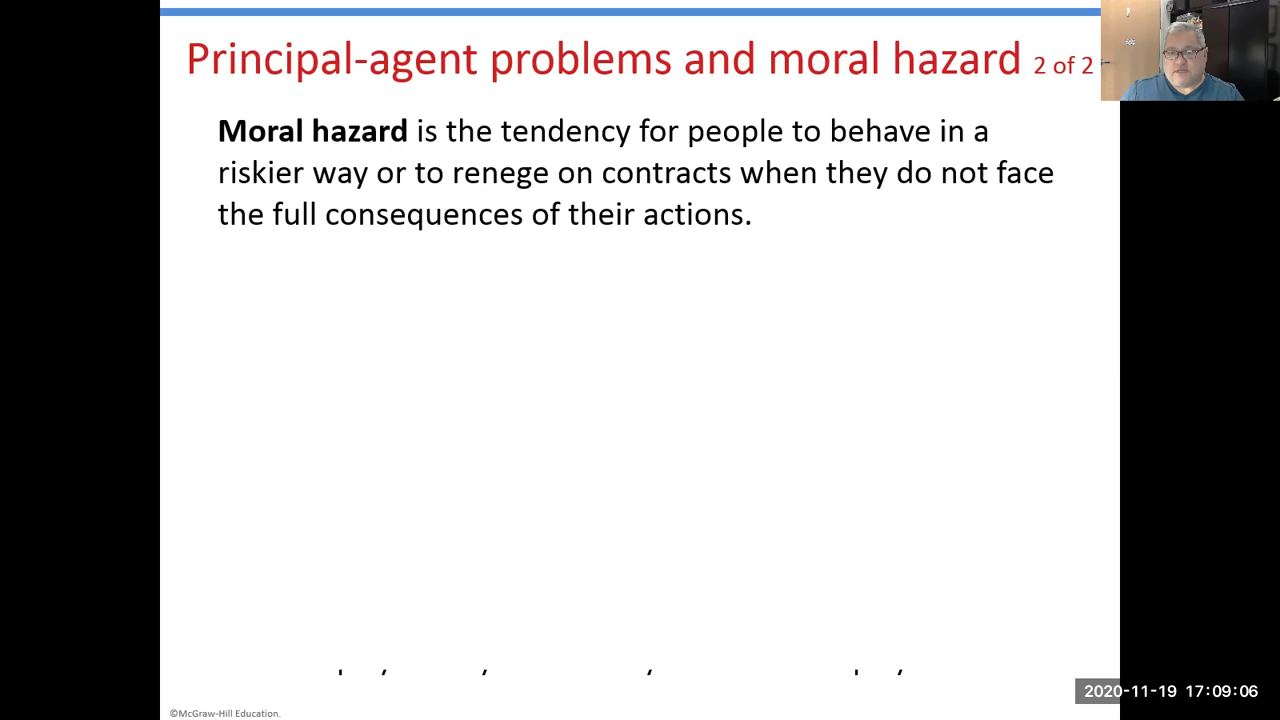 Principal-agent problems and moral hazard 2 of 2
Moral hazard is the tendency for people to behave in a
riskier way or to renege on contracts when they do not face
the full consequences of their actions.
©McGraw-Hill Education.
2020-11-19 17:09:06